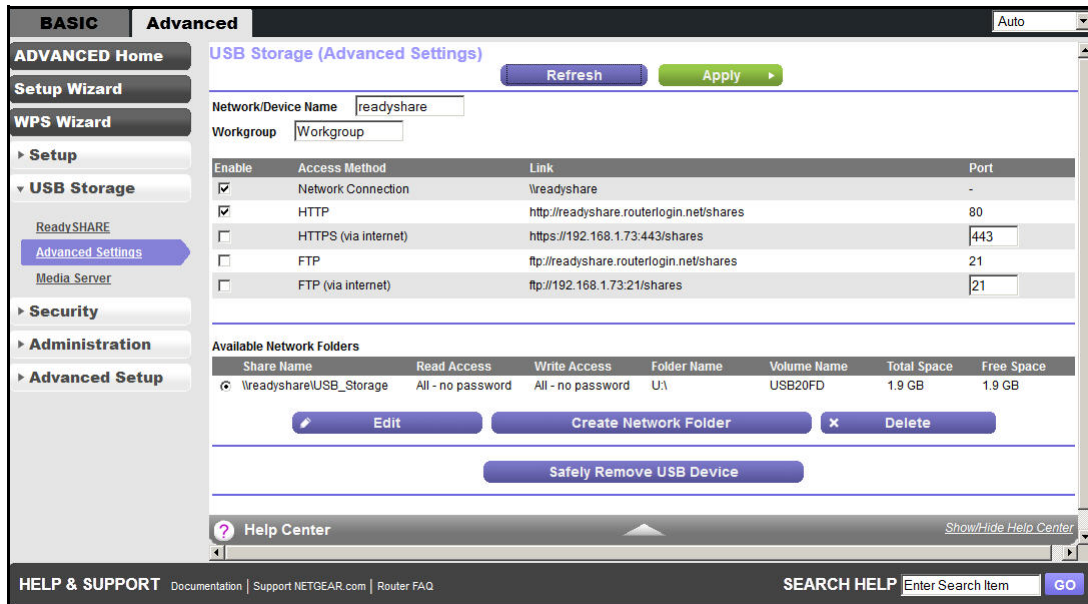 BASIC Advanced Auto
ADVANCED Home
Setup Wizard
WPS Wizard
Setup
USB Storage
ReadySHARE
Advanced Settings
Media Server
Security
Administration
Advanced Setup
USB Storage (Advanced Settings)
Refresh Apply
Network/Device Name readyshare
Workgroup Workgroup
Enable Access Method Link Port
Network Connection \\readyshare -
HTTP http://readyshare.routerlogin.net/shares 80
HTTPS (via internet) https://192.168.1.73:443/shares 443
FTP ftp://readyshare.routerlogin.net/shares 21
FTP (via internet) ftp://192.168.1.73:21/shares 21
Available Network Folders
Share Name Read Access Write Access Folder Name Volume Name Total Space Free Space
\\readyshare\USB_Storage All - no password All - no password U:\ USB20FD 1.9 GB 1.9 GB
Edit Create Network Folder Delete
Safely Remove USB Device
? Help Center Show/Hide Help Center
HELP & SUPPORT Documentation | Support NETGEAR.com | Router FAQ SEARCH HELP Enter Search Item GO